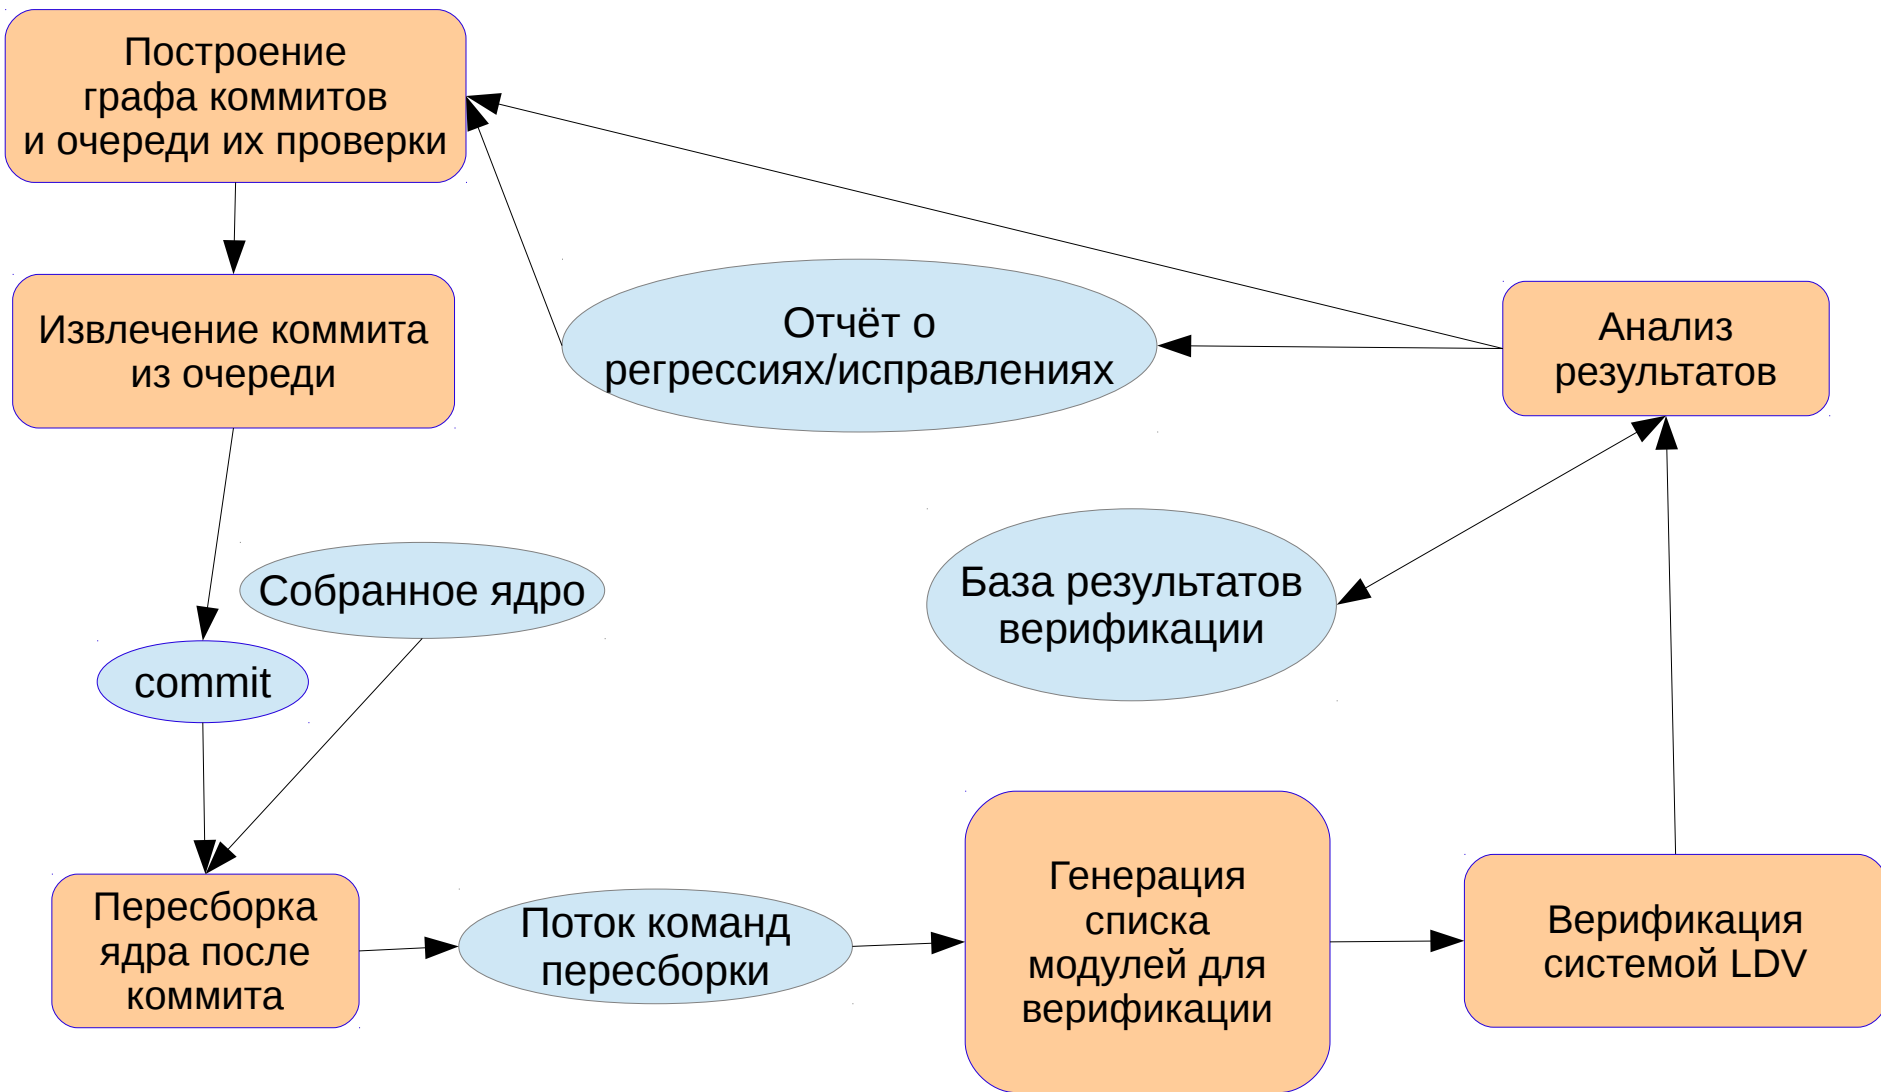 Построение
графа коммитов
и очереди их проверки
Извлечение коммита
из очереди
Отчёт о
регрессиях/исправлениях
Анализ
результатов
Собранное ядро
База результатов
верификации
commit
Пересборка
ядра после
коммита
Поток команд
пересборки
Генерация
списка
модулей для
верификации
Верификация
системой LDV